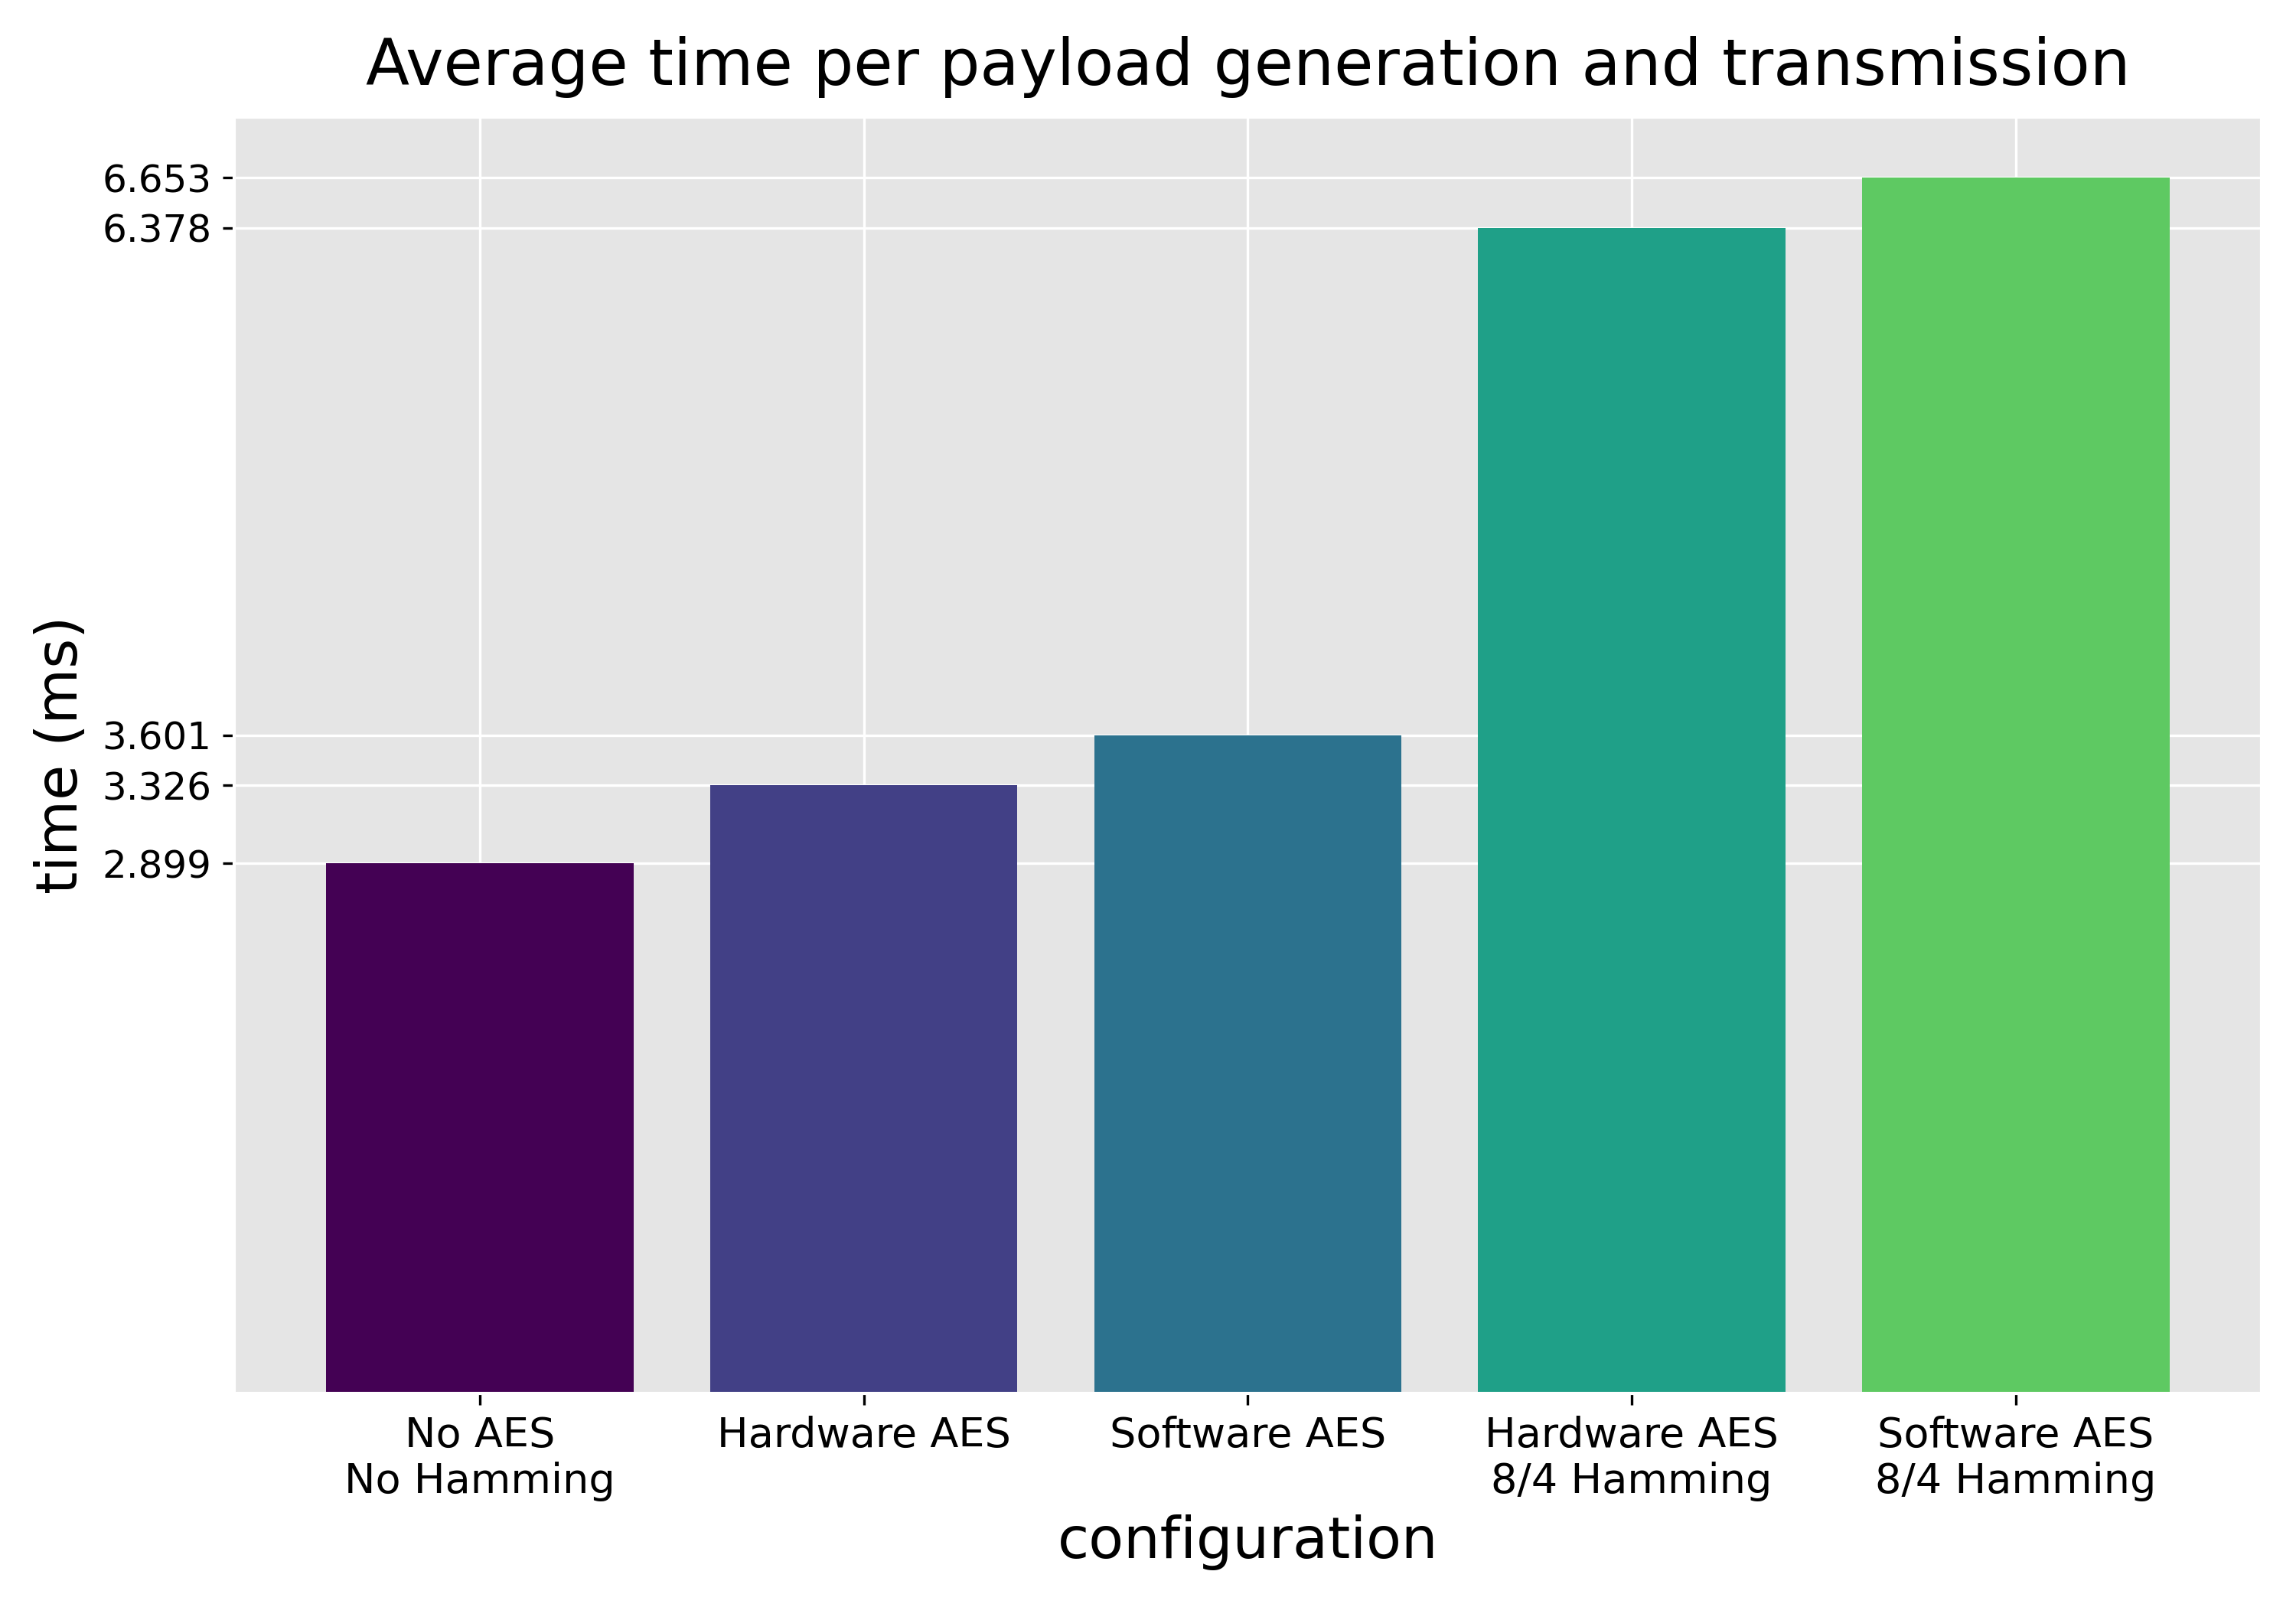 Average time per payload generation and transmission
time (ms)
6.653
6.378
3.601
3.326
2.899
No AES
No Hamming
Hardware AES
Software AES
Hardware AES
8/4 Hamming
Software AES
8/4 Hamming
configuration